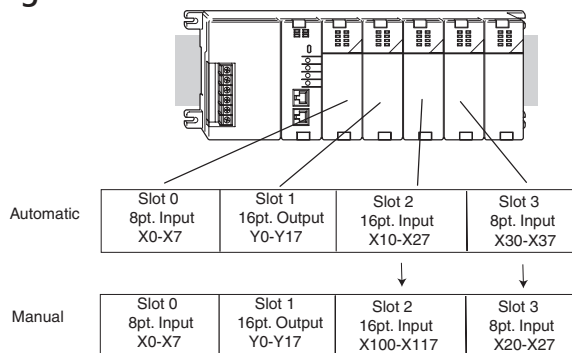 g
Automatic
Slot 0
8pt. Input
X0-X7
Slot 1
16pt. Output
Y0-Y17
Slot 2
16pt. Input
X10-X27
Slot 3
8pt. Input
X30-X37
Manual
Slot 0
8pt. Input
X0-X7
Slot 1
16pt. Output
Y0-Y17
Slot 2
16pt. Input
X100-X117
Slot 3
8pt. Input
X20-X27